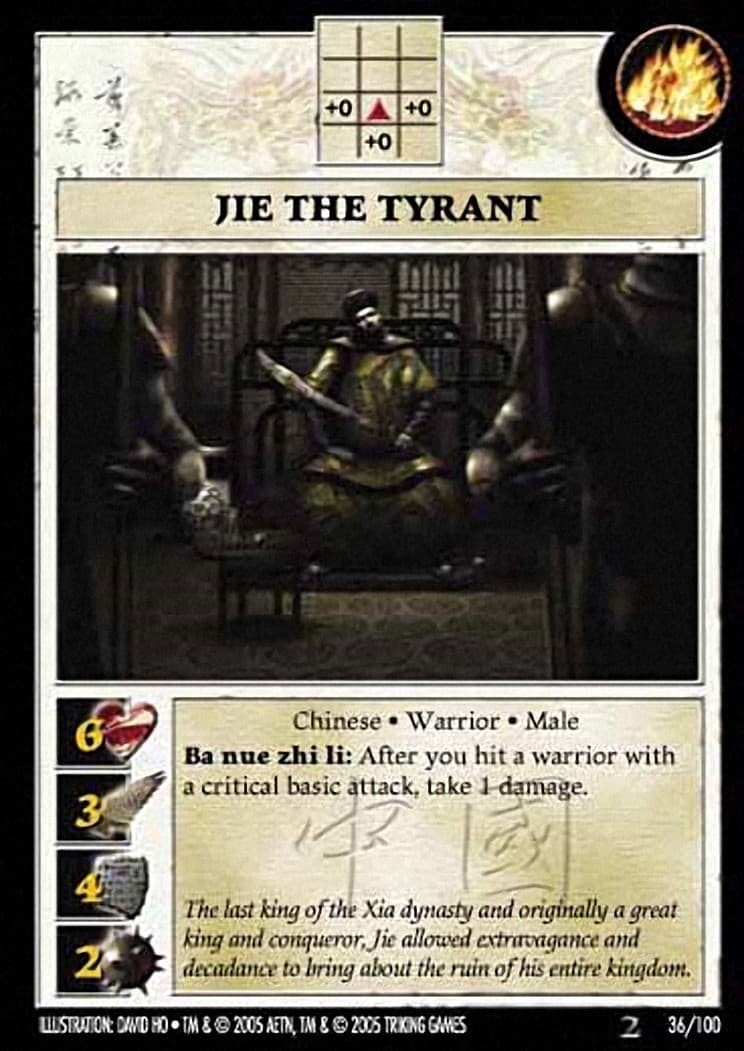 +0 +0
+0
JIE THE TYRANT
6
3
4
2
Chinese • Warrior • Male
Ba nue zhi li: After you hit a warrior with
a critical basic attack, take 1 damage.
中國
The last king of the Xia dynasty and originally a great
king and conqueror, Jie allowed extravagance and
decadance to bring about the ruin of his entire kingdom.
ILLUSTRATION: DAVID HO • TM & © 2005 AETN, TM & © 2005 TRIKING GAMES 2 36/100